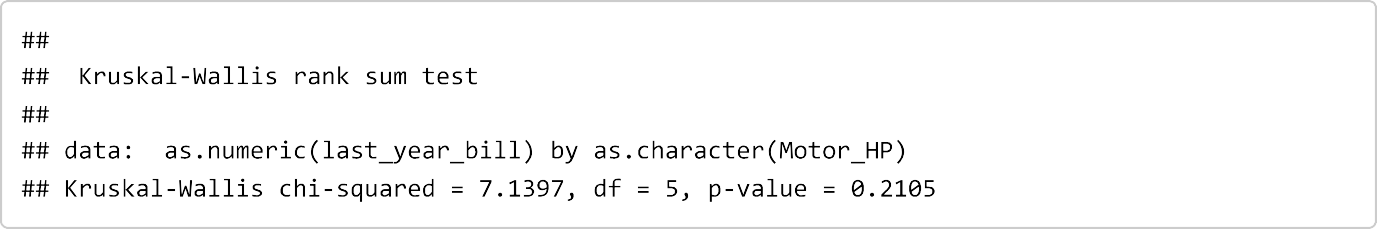 ##
##  Kruskal-Wallis rank sum test
##
## data:  as.numeric(last_year_bill) by as.character(Motor_HP)
## Kruskal-Wallis chi-squared = 7.1397, df = 5, p-value = 0.2105